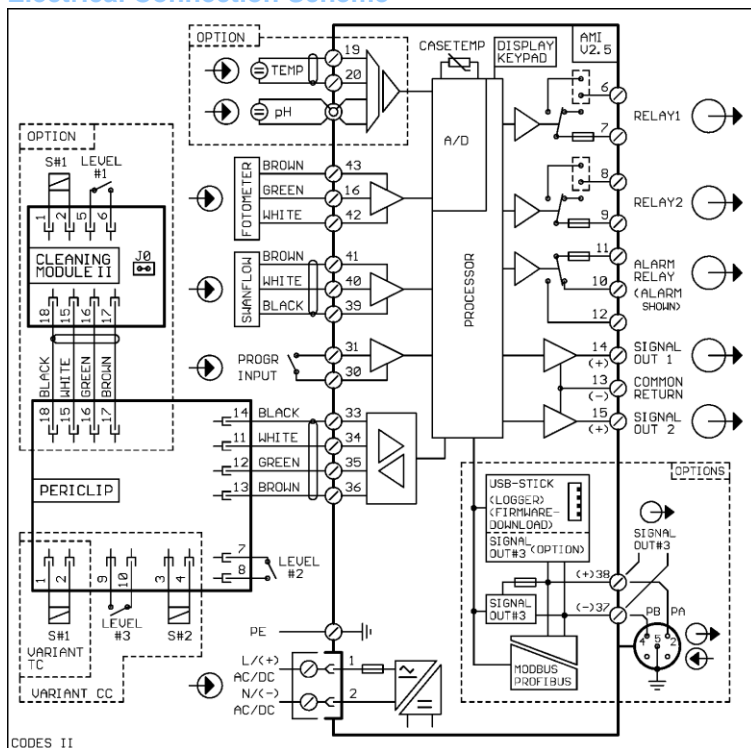 Electrical Connection Scheme
OPTION
19
TEMP
20
pH
CASETEMP
DISPLAY
KEYPAD
AMI
V2.5
A/D
PROCESSOR
6
RELAY1
7
8
RELAY2
9
11
ALARM
RELAY
10
(ALARM
SHOWN)
12
14
(+)
SIGNAL
OUT 1
13
(-)
COMMON
RETURN
15
(+)
SIGNAL
OUT 2
FOTOMETER
BROWN
43
GREEN
16
WHITE
42
SWANFLOW
BROWN
41
WHITE
40
BLACK
39
PROGR
INPUT
31
30
OPTION
S#1
LEVEL
#1
1
2
5
6
CLEANING
MODULE II
J0
18
15
16
17
BLACK
WHITE
GREEN
BROWN
18
15
16
17
PERICLIP
14
BLACK
33
11
WHITE
34
12
GREEN
35
13
BROWN
36
7
8
LEVEL
#2
1
2
9
10
3
4
S#1
LEVEL
#3
S#2
VARIANT
TC
VARIANT CC
PE
L/(+)
AC/DC
1
N/(-)
AC/DC
2
OPTIONS
USB-STICK
(LOGGER)
(FIRMWARE-
DOWNLOAD)
SIGNAL
OUT#3 (OPTION)
SIGNAL
OUT#3
(+)38
SIGNAL
OUT#3
(-)37
PB
PA
4
5
2
MODBUS
PROFIBUS
CODES II